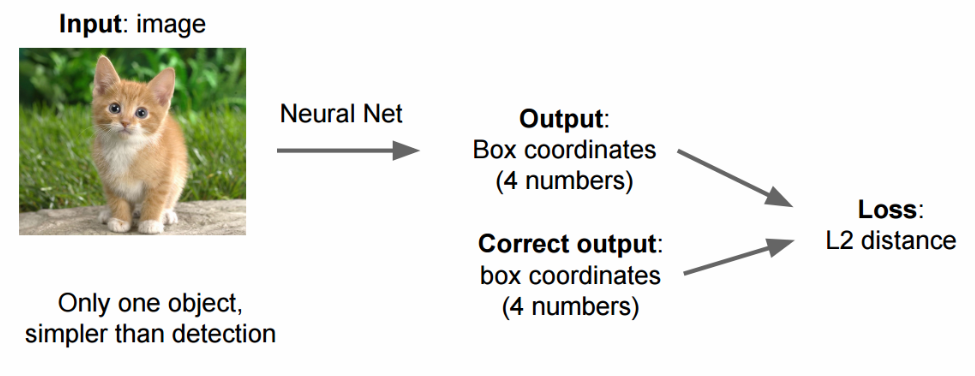 Input: image
Neural Net
Output:
Box coordinates
(4 numbers)
Correct output:
box coordinates
(4 numbers)
Loss:
L2 distance
Only one object,
simpler than detection